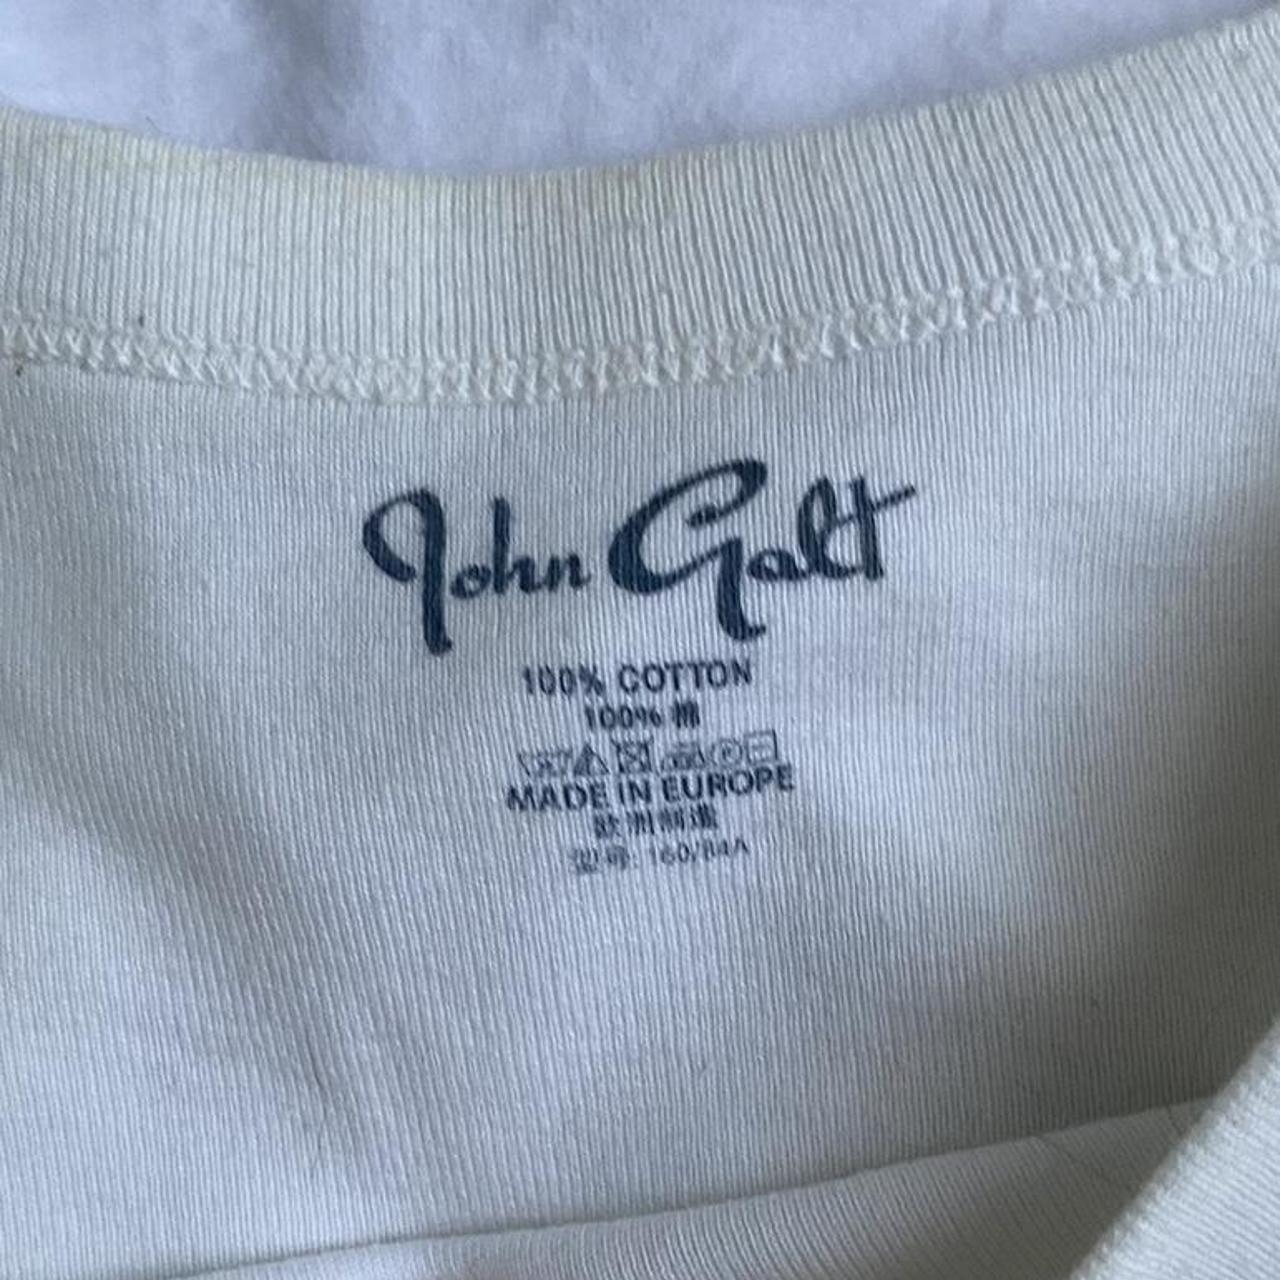 John Galt
100% COTTON
100% 棉
MADE IN EUROPE
欧洲制造
型号: 160/84A